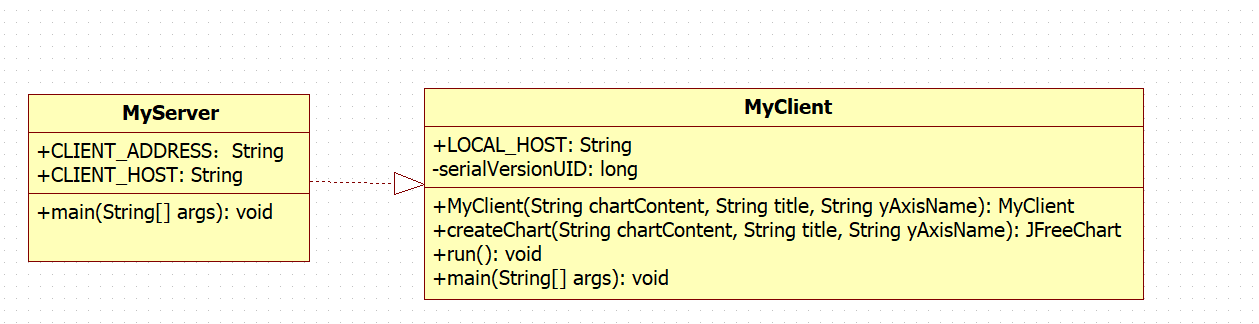 MyServer
+CLIENT_ADDRESS：String
+CLIENT_HOST: String
+main(String[] args): void
MyClient
+LOCAL_HOST: String
-serialVersionUID: long
+MyClient(String chartContent, String title, String yAxisName): MyClient
+createChart(String chartContent, String title, String yAxisName): JFreeChart
+run(): void
+main(String[] args): void